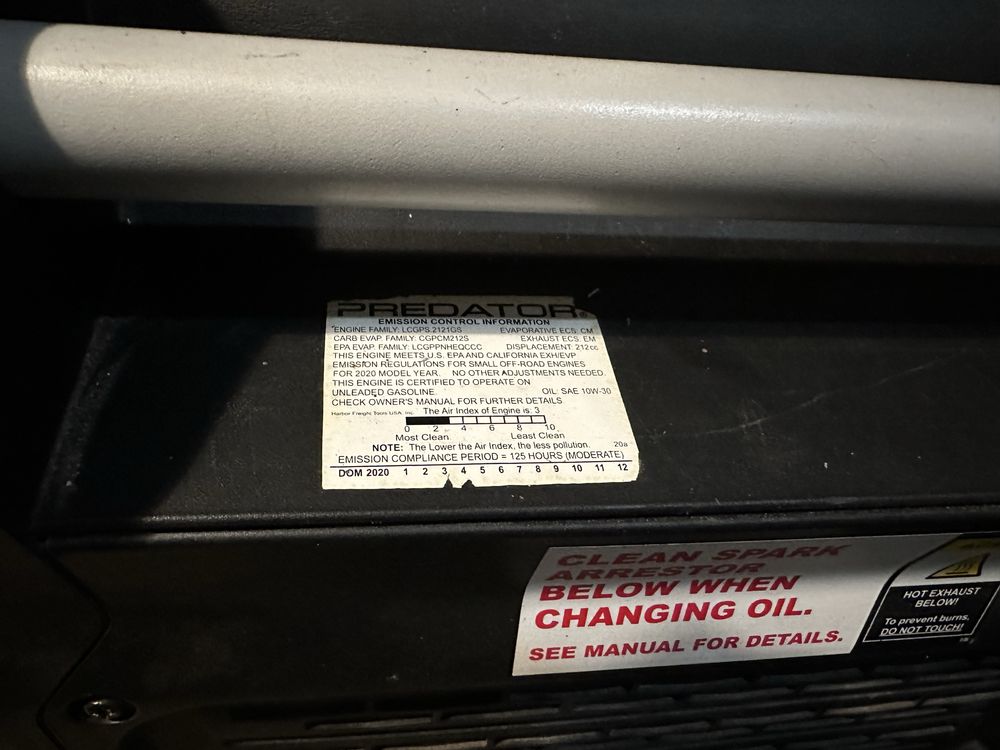 PREDATOR®
EMISSION CONTROL INFORMATION
ENGINE FAMILY: LCGPS.2121GS EVAPORATIVE ECS: CM
CARB EVAP. FAMILY: CGPCM212S EXHAUST ECS: EM
EPA EVAP. FAMILY: LCGPPNHEQCCC DISPLACEMENT: 212cc
THIS ENGINE MEETS U.S. EPA AND CALIFORNIA EXH/EVP
EMISSION REGULATIONS FOR SMALL OFF-ROAD ENGINES
FOR 2020 MODEL YEAR. NO OTHER ADJUSTMENTS NEEDED.
THIS ENGINE IS CERTIFIED TO OPERATE ON
UNLEADED GASOLINE. OIL: SAE 10W-30
CHECK OWNER'S MANUAL FOR FURTHER DETAILS
Harbor Freight Tools USA, Inc. The Air Index of Engine is: 3
0 2 4 6 8 10
Most Clean Least Clean
NOTE: The Lower the Air Index, the less pollution. 20a
EMISSION COMPLIANCE PERIOD = 125 HOURS (MODERATE)
DOM 2020 1 2 3 4 5 6 7 8 9 10 11 12
CLEAN SPARK
ARRESTOR
BELOW WHEN
CHANGING OIL.
SEE MANUAL FOR DETAILS.
HOT EXHAUST
BELOW!
To prevent burns,
DO NOT TOUCH!